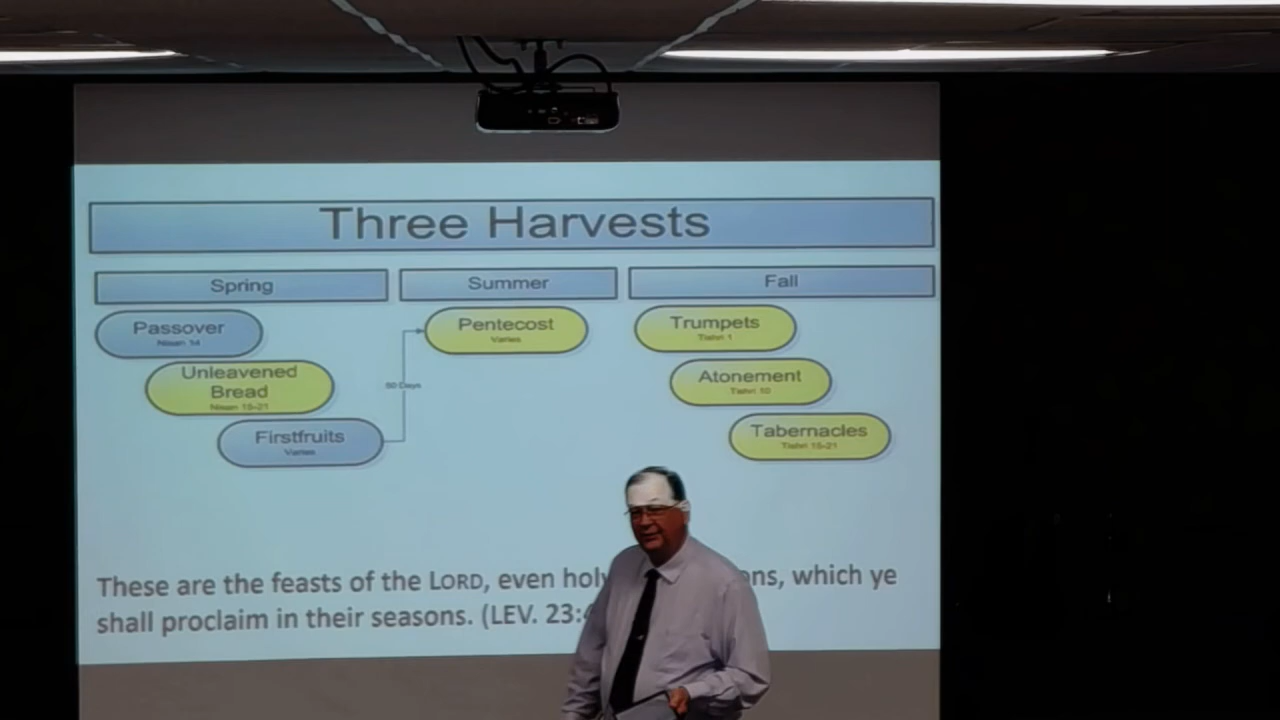 Three Harvests
Spring
Summer
Fall
Passover
Nisan 14
Unleavened
Bread
Nisan 15-21
Firstfruits
Varies
50 Days
Pentecost
Varies
Trumpets
Tishri 1
Atonement
Tishri 10
Tabernacles
Tishri 15-21
These are the feasts of the LORD, even holy ns, which ye
shall proclaim in their seasons. (LEV. 23: